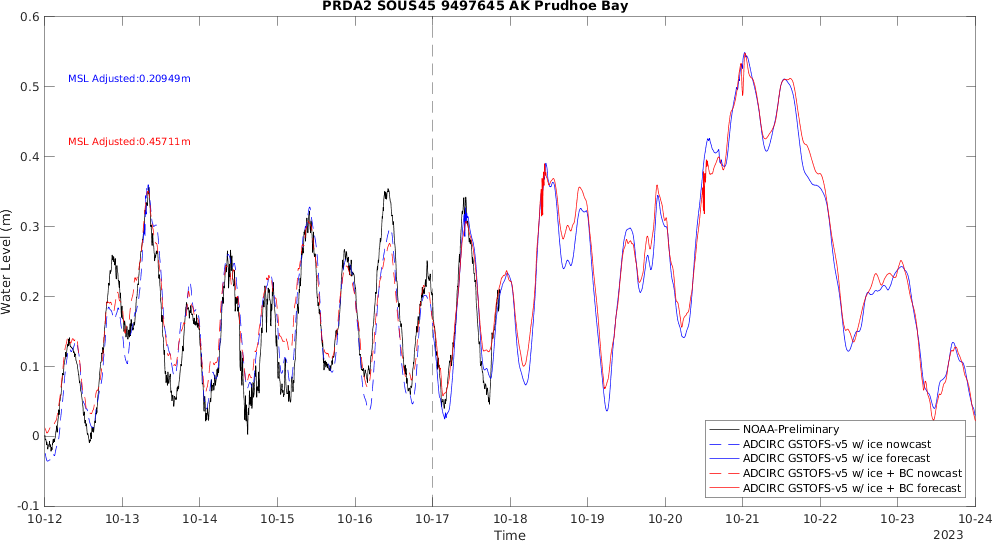 PRDA2 SOUS45 9497645 AK Prudhoe Bay
0.6
0.5
0.4
0.3
0.2
0.1
0
-0.1
Water Level (m)
MSL Adjusted:0.20949m
MSL Adjusted:0.45711m
NOAA-Preliminary
ADCIRC GSTOFS-v5 w/ ice nowcast
ADCIRC GSTOFS-v5 w/ ice forecast
ADCIRC GSTOFS-v5 w/ ice + BC nowcast
ADCIRC GSTOFS-v5 w/ ice + BC forecast
10-12 10-13 10-14 10-15 10-16 10-17 10-18 10-19 10-20 10-21 10-22 10-23 10-24
Time
2023